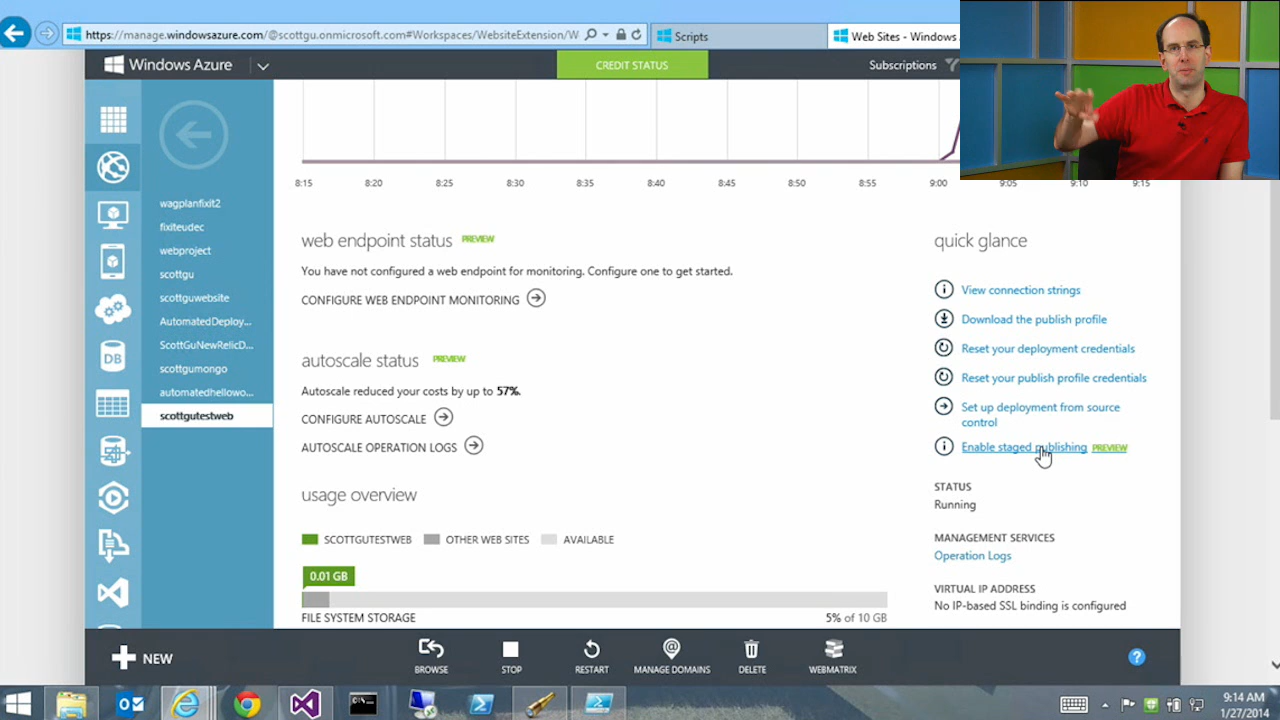 https://manage.windowsazure.com/@scottgu.onmicrosoft.com#Workspaces/WebsiteExtension/W
Scripts
Web Sites - Windows
Windows Azure
CREDIT STATUS
Subscriptions
8:15 8:20 8:25 8:30 8:35 8:40 8:45 8:50 8:55 9:00 9:05 9:10 9:15
wagplanfixit2
fixiteudec
webproject
scottgu
scottguwebsite
AutomatedDeploy...
ScottGuNewRelicD...
scottgumongo
automatedhellowo...
scottgutestweb
DB
web endpoint status PREVIEW
You have not configured a web endpoint for monitoring. Configure one to get started.
CONFIGURE WEB ENDPOINT MONITORING
autoscale status PREVIEW
Autoscale reduced your costs by up to 57%.
CONFIGURE AUTOSCALE
AUTOSCALE OPERATION LOGS
usage overview
SCOTTGUTESTWEB OTHER WEB SITES AVAILABLE
0.01 GB
FILE SYSTEM STORAGE 5% of 10 GB
quick glance
View connection strings
Download the publish profile
Reset your deployment credentials
Reset your publish profile credentials
Set up deployment from source
control
Enable staged publishing PREVIEW
STATUS
Running
MANAGEMENT SERVICES
Operation Logs
VIRTUAL IP ADDRESS
No IP-based SSL binding is configured
NEW
BROWSE
STOP
RESTART
MANAGE DOMAINS
DELETE
WEBMATRIX
?
9:14 AM
1/27/2014